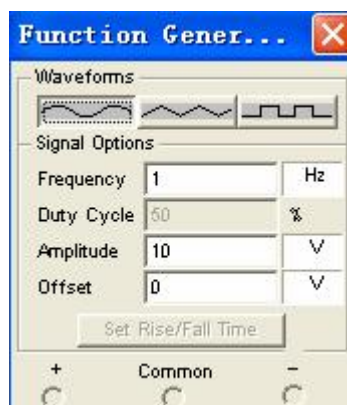 Function Gener...
Waveforms
Signal Options
Frequency 1 Hz
Duty Cycle 50 %
Amplitude 10 V
Offset 0 V
Set Rise/Fall Time
+ Common -